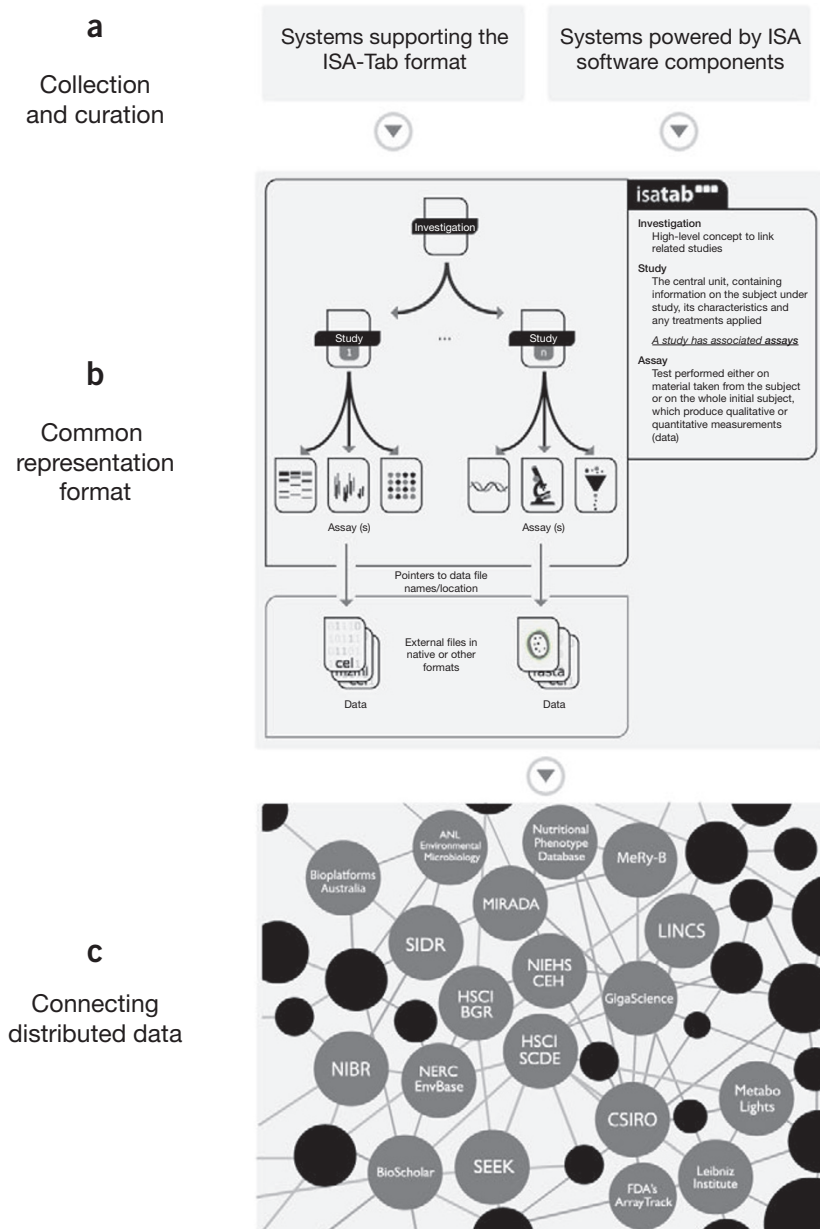 a
Collection
and curation
Systems supporting the
ISA-Tab format
Systems powered by ISA
software components
b
Common
representation
format
Investigation
Study
1
...
Study
n
Assay (s)
Assay (s)
Pointers to data file
names/location
cel
External files in
native or other
formats
Data
Data
isatab
Investigation
High-level concept to link
related studies
Study
The central unit, containing
information on the subject under
study, its characteristics and
any treatments applied
A study has associated assays
Assay
Test performed either on
material taken from the subject
or on the whole initial subject,
which produce qualitative or
quantitative measurements
(data)
c
Connecting
distributed data
ANL
Environmental
Microbiology
Nutritional
Phenotype
Database
MeRy-B
Bioplatforms
Australia
MIRADA
LINCS
SIDR
NIEHS
CEH
HSCI
BGR
GigaScience
HSCI
SCDE
NIBR
NERC
EnvBase
Metabo
Lights
CSIRO
BioScholar
SEEK
Leibniz
Institute
FDA's
ArrayTrack